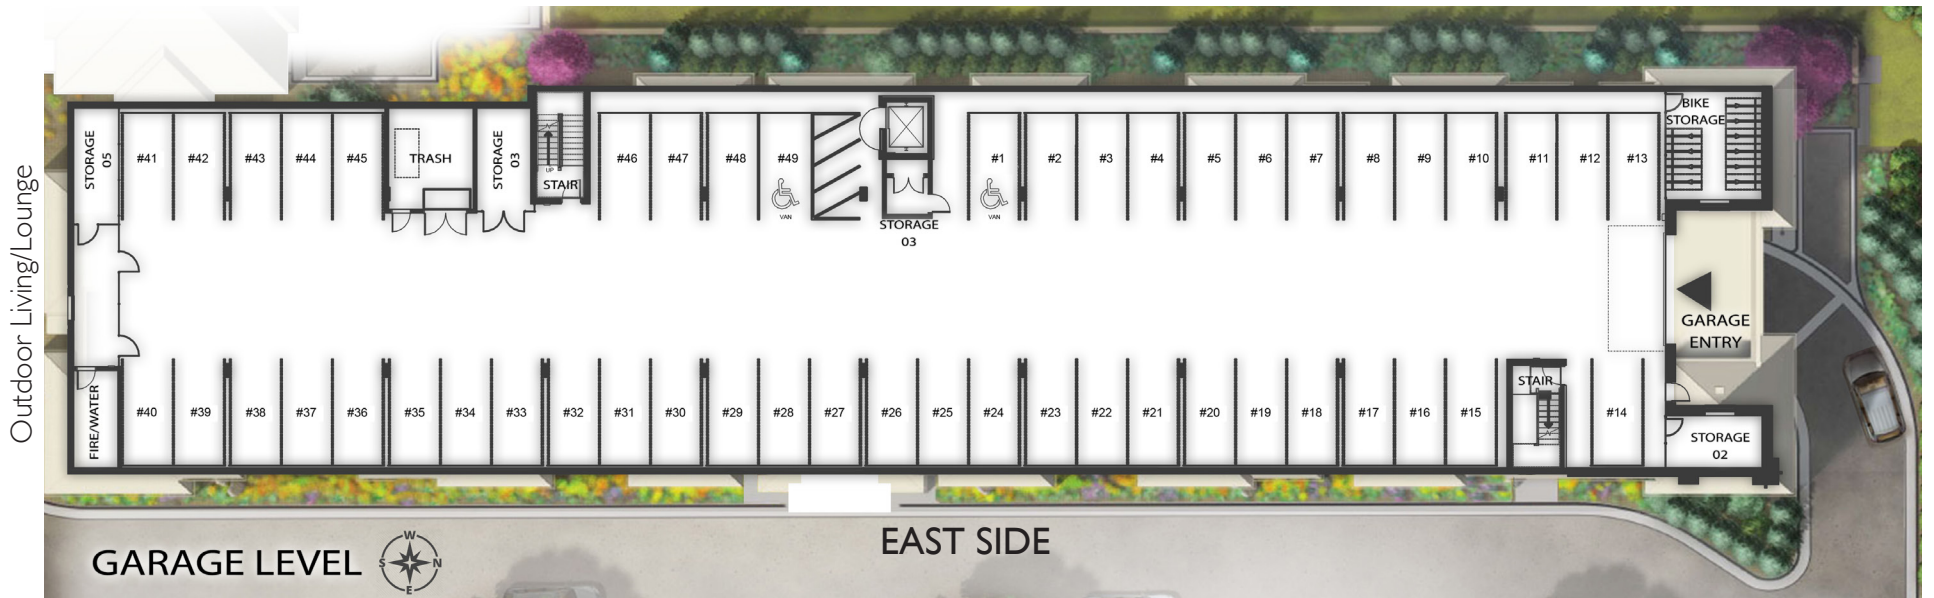 Outdoor Living/Lounge
STORAGE
05
#41
#42
#43
#44
#45
TRASH
STORAGE
03
UP
STAIR
#46
#47
#48
#49
VAN
STORAGE
03
#1
VAN
#2
#3
#4
#5
#6
#7
#8
#9
#10
#11
#12
#13
BIKE
STORAGE
GARAGE
ENTRY
FIRE/WATER
#40
#39
#38
#37
#36
#35
#34
#33
#32
#31
#30
#29
#28
#27
#26
#25
#24
#23
#22
#21
#20
#19
#18
#17
#16
#15
STAIR
#14
STORAGE
02
EAST SIDE
GARAGE LEVEL
W
S
N
E